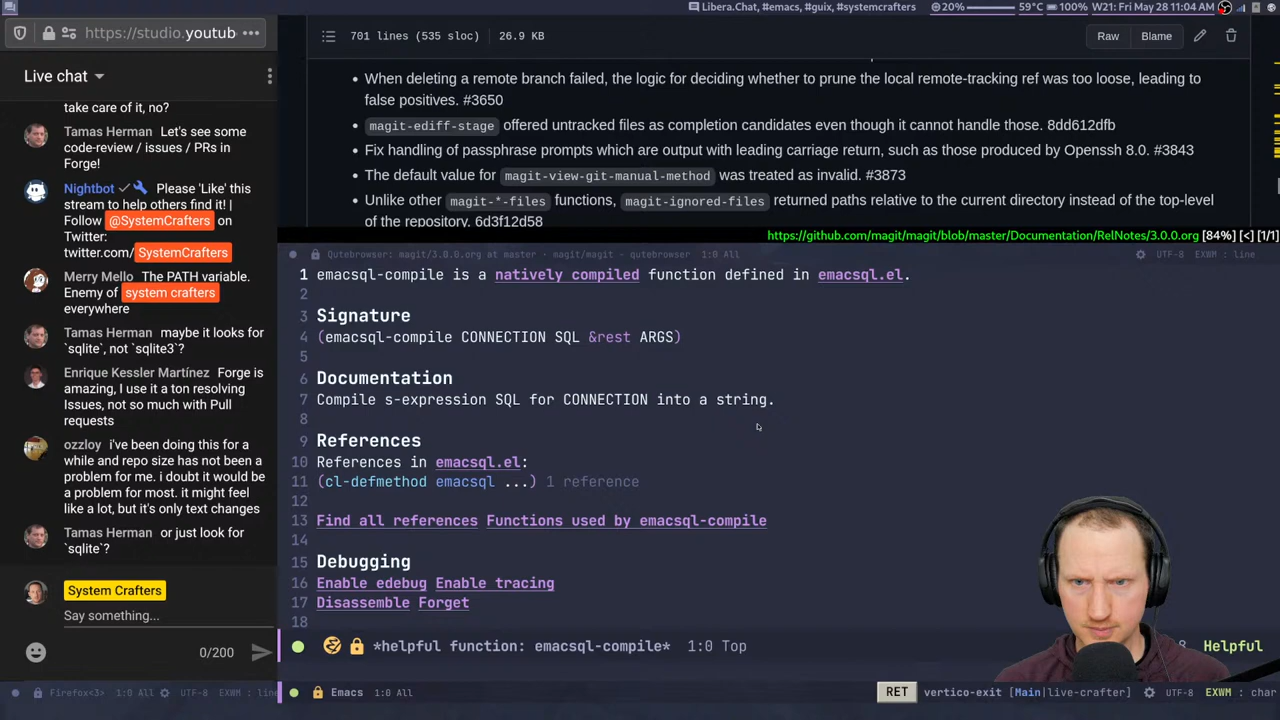 Libera.Chat, #emacs, #guix, #systemcrafters 20% 59°C 100% W21: Fri May 28 11:04 AM
https://studio.youtub
Live chat
take care of it, no?
Tamas Herman Let's see some
code-review / issues / PRs in
Forge!
Nightbot Please 'Like' this
stream to help others find it! |
Follow @SystemCrafters on
Twitter:
twitter.com/ SystemCrafters
Merry Mello The PATH variable.
Enemy of system crafters
everywhere
Tamas Herman maybe it looks for
`sqlite`, not `sqlite3`?
Enrique Kessler Martínez Forge is
amazing, I use it a ton resolving
Issues, not so much with Pull
requests
ozzloy i've been doing this for a
while and repo size has not been a
problem for me. i doubt it would be
a problem for most. it might feel
like a lot, but it's only text changes
Tamas Herman or just look for
`sqlite`?
System Crafters
Say something...
0/200
Firefox<3> 1:0 All UTF-8 EXWM : line
701 lines (535 sloc) 26.9 KB Raw Blame
When deleting a remote branch failed, the logic for deciding whether to prune the local remote-tracking ref was too loose, leading to
false positives. #3650
magit-ediff-stage offered untracked files as completion candidates even though it cannot handle those. 8dd612dfb
Fix handling of passphrase prompts which are output with leading carriage return, such as those produced by Openssh 8.0. #3843
The default value for magit-view-git-manual-method was treated as invalid. #3873
Unlike other magit-*-files functions, magit-ignored-files returned paths relative to the current directory instead of the top-level
of the repository. 6d3f12d58
https://github.com/magit/magit/blob/master/Documentation/RelNotes/3.0.0.org [84%] [<] [1/1]
Qutebrowser: magit/3.0.0.org at master · magit/magit - qutebrowser 1:0 All UTF-8 EXWM : line
1 emacsql-compile is a natively compiled function defined in emacsql.el.
2
3 Signature
4 (emacsql-compile CONNECTION SQL &rest ARGS)
5
6 Documentation
7 Compile s-expression SQL for CONNECTION into a string.
8
9 References
10 References in emacsql.el:
11 (cl-defmethod emacsql ...) 1 reference
12
13 Find all references Functions used by emacsql-compile
14
15 Debugging
16 Enable edebug Enable tracing
17 Disassemble Forget
18
*helpful function: emacsql-compile* 1:0 Top Helpful
Emacs 1:0 All RET vertico-exit [Main|live-crafter] UTF-8 EXWM : char